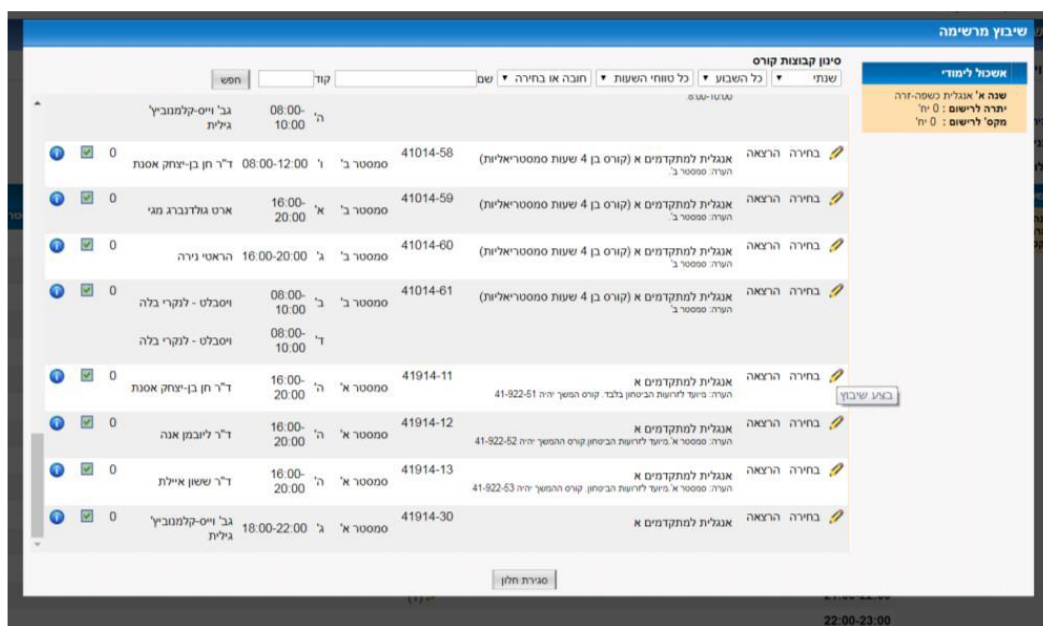 שיבוץ מרשימה
אשכול לימודי
שנה א' אנגלית כשפה-זרה
יתרה לרישום : 0 יח'
מקס' לרישום : 0 יח'
סינון קבוצות קורס
שנתי כל השבוע כל טווחי השעות חובה או בחירה שם קוד חפש
8:00-10:00.
ה' 08:00-10:00 גב' וייס-קלמנוביץ' גילית
בחירה הרצאה אנגלית למתקדמים א (קורס בן 4 שעות סמסטריאליות) 41014-58 סמסטר ב' ו' 08:00-12:00 ד"ר חן בן-יצחק אסנת 0
הערה: סמסטר ב'.
בחירה הרצאה אנגלית למתקדמים א (קורס בן 4 שעות סמסטריאליות) 41014-59 סמסטר ב' א' 16:00-20:00 ארט גולדנברג מגי 0
הערה: סמסטר ב'.
בחירה הרצאה אנגלית למתקדמים א (קורס בן 4 שעות סמסטריאליות) 41014-60 סמסטר ב' ג' 16:00-20:00 הראטי נירה 0
הערה: סמסטר ב'
בחירה הרצאה אנגלית למתקדמים א (קורס בן 4 שעות סמסטריאליות) 41014-61 סמסטר ב' ב' 08:00-10:00 ויסבלט - לנקרי בלה 0
הערה: סמסטר ב'
ד' 08:00-10:00 ויסבלט - לנקרי בלה
בחירה הרצאה אנגלית למתקדמים א 41914-11 סמסטר א' ה' 16:00-20:00 ד"ר חן בן-יצחק אסנת 0
הערה: מיועד לזרועות הביטחון בלבד. קורס המשך יהיה 41-922-51
בצע שיבוץ
בחירה הרצאה אנגלית למתקדמים א 41914-12 סמסטר א' ה' 16:00-20:00 ד"ר ליובמן אנה 0
הערה: סמסטר א'.מיועד לזרועות הביטחון.קורס ההמשך יהיה 41-922-52
בחירה הרצאה אנגלית למתקדמים א 41914-13 סמסטר א' ה' 16:00-20:00 ד"ר ששון איילת 0
הערה: סמסטר א'.מיועד לזרועות הביטחון. קורס ההמשך יהיה 41-922-53
בחירה הרצאה אנגלית למתקדמים א 41914-30 סמסטר א' ג' 18:00-22:00 גב' וייס-קלמנוביץ' גילית 0
סגירת חלון
22:00-23:00